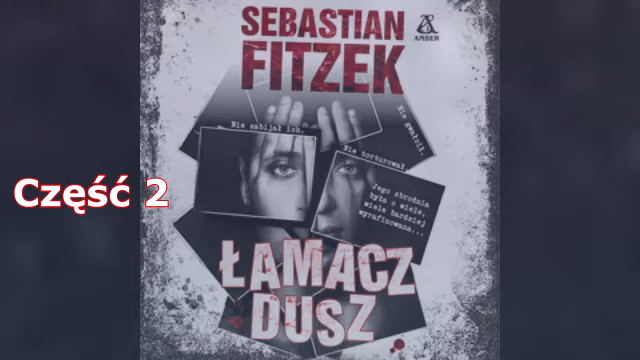 SEBASTIAN
FITZEK
AMBER
Nie zabijał ich.
Nie gwałcił.
Nie torturował
Jego zbrodnia
była o wiele,
wiele bardziej
wyrafinowana...
Część 2
ŁAMACZ
DUSZ